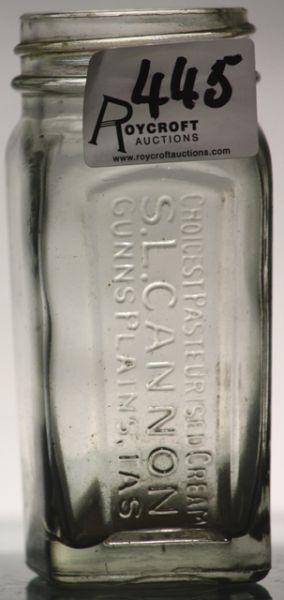 445
ROYCROFT
AUCTIONS
www.roycroftauctions.com
CHOICEST PASTEURISED CREAM
S.L.CANNON
GUNNS PLAINS, TAS